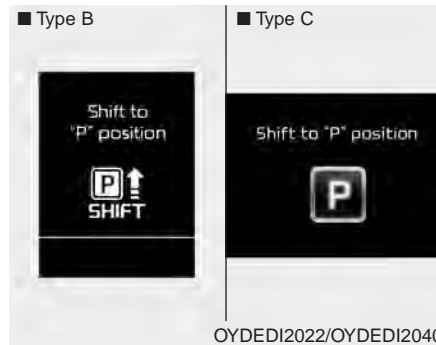 ■ Type B
Shift to
"P" position
P
SHIFT
■ Type C
Shift to "P" position
P
OYDEDI2022/OYDEDI2040